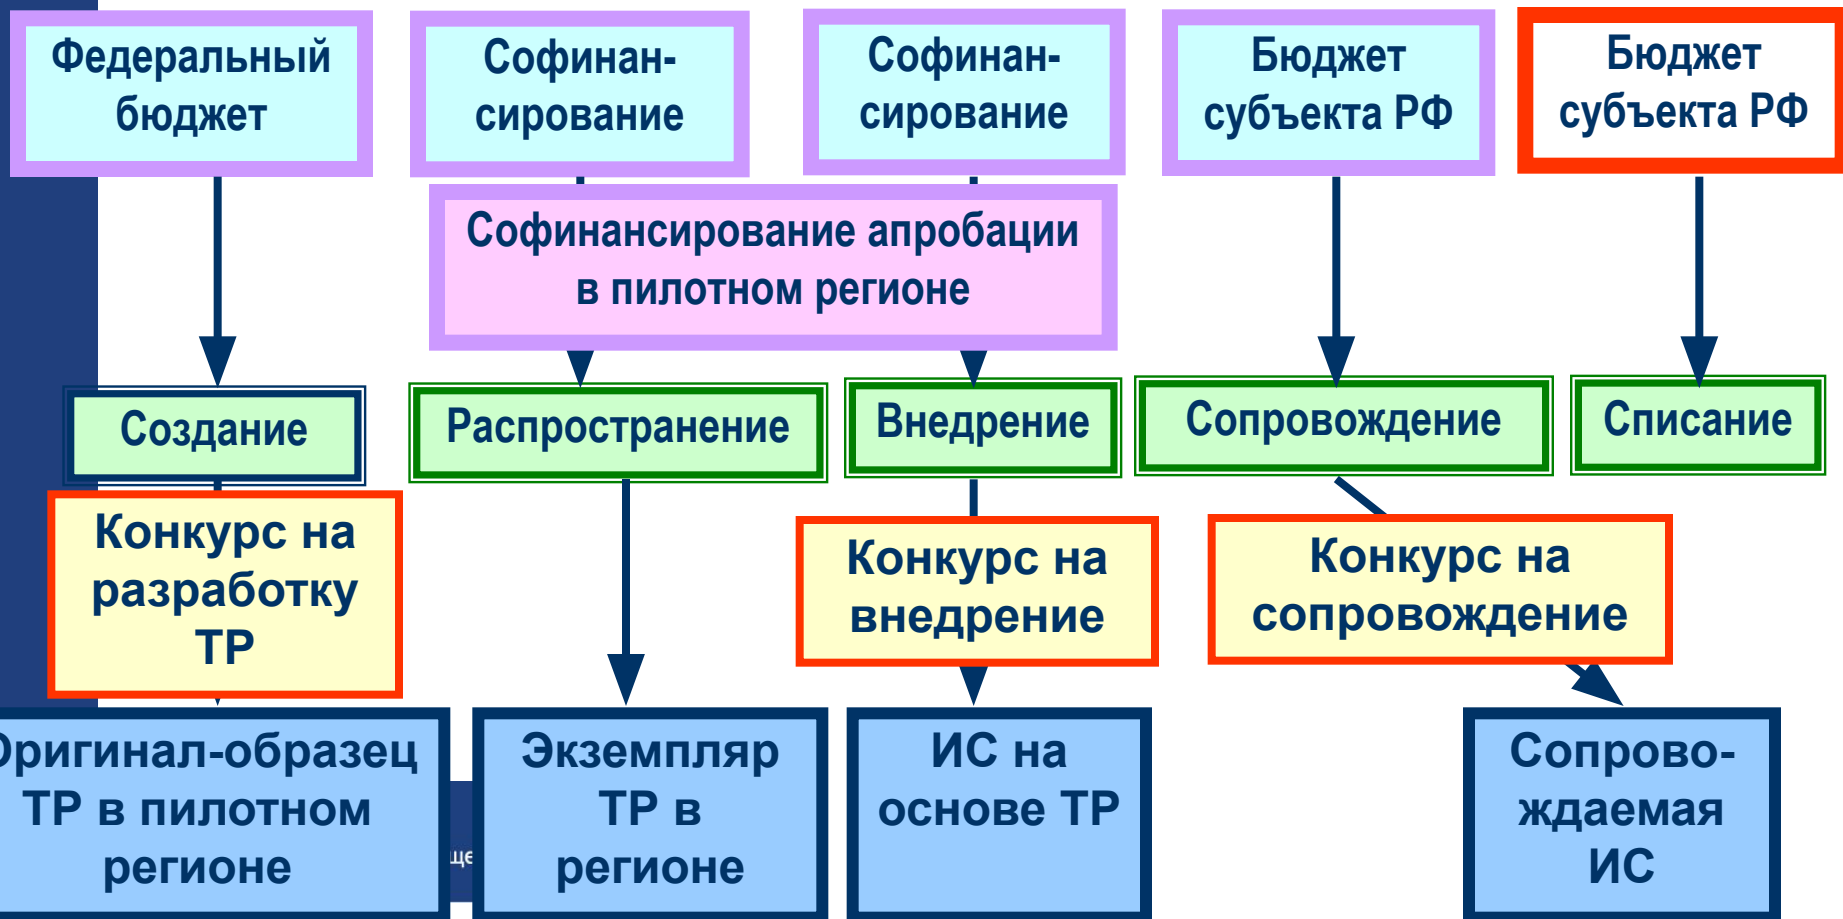 Федеральный
бюджет
Софинан-
сирование
Софинан-
сирование
Бюджет
субъекта РФ
Бюджет
субъекта РФ
Софинансирование апробации
в пилотном регионе
Создание
Распространение
Внедрение
Сопровождение
Списание
Конкурс на
разработку
ТР
Конкурс на
внедрение
Конкурс на
сопровождение
Оригинал-образец
ТР в пилотном
регионе
Экземпляр
ТР в
регионе
ИС на
основе ТР
Сопрово-
ждаемая
ИС